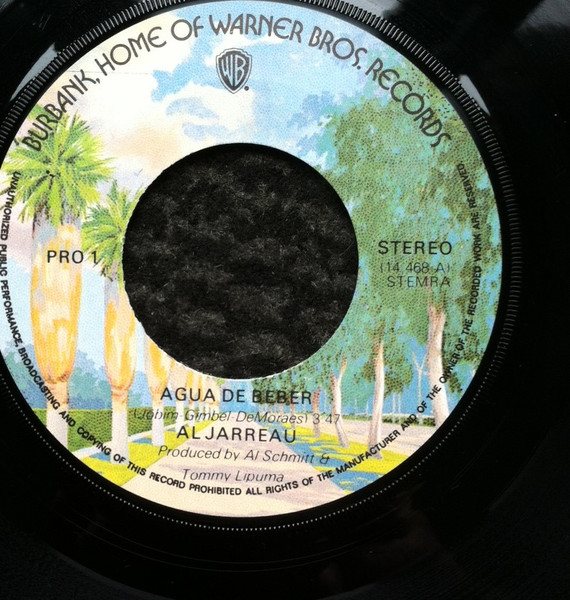 BURBANK, HOME OF WARNER BROS. RECORDS
WB
PRO 1
STEREO
(14 468-A)
STEMRA
AGUA DE BEBER
(Jobim-Gimbel-DeMoraes) 3'47
AL JARREAU
Produced by Al Schmitt &
Tommy Lipuma
UNAUTHORIZED PUBLIC PERFORMANCE, BROADCASTING AND COPYING OF THIS RECORD PROHIBITED ALL RIGHTS OF THE MANUFACTURER AND OF THE OWNER OF THE RECORDED WORK ARE RESERVED